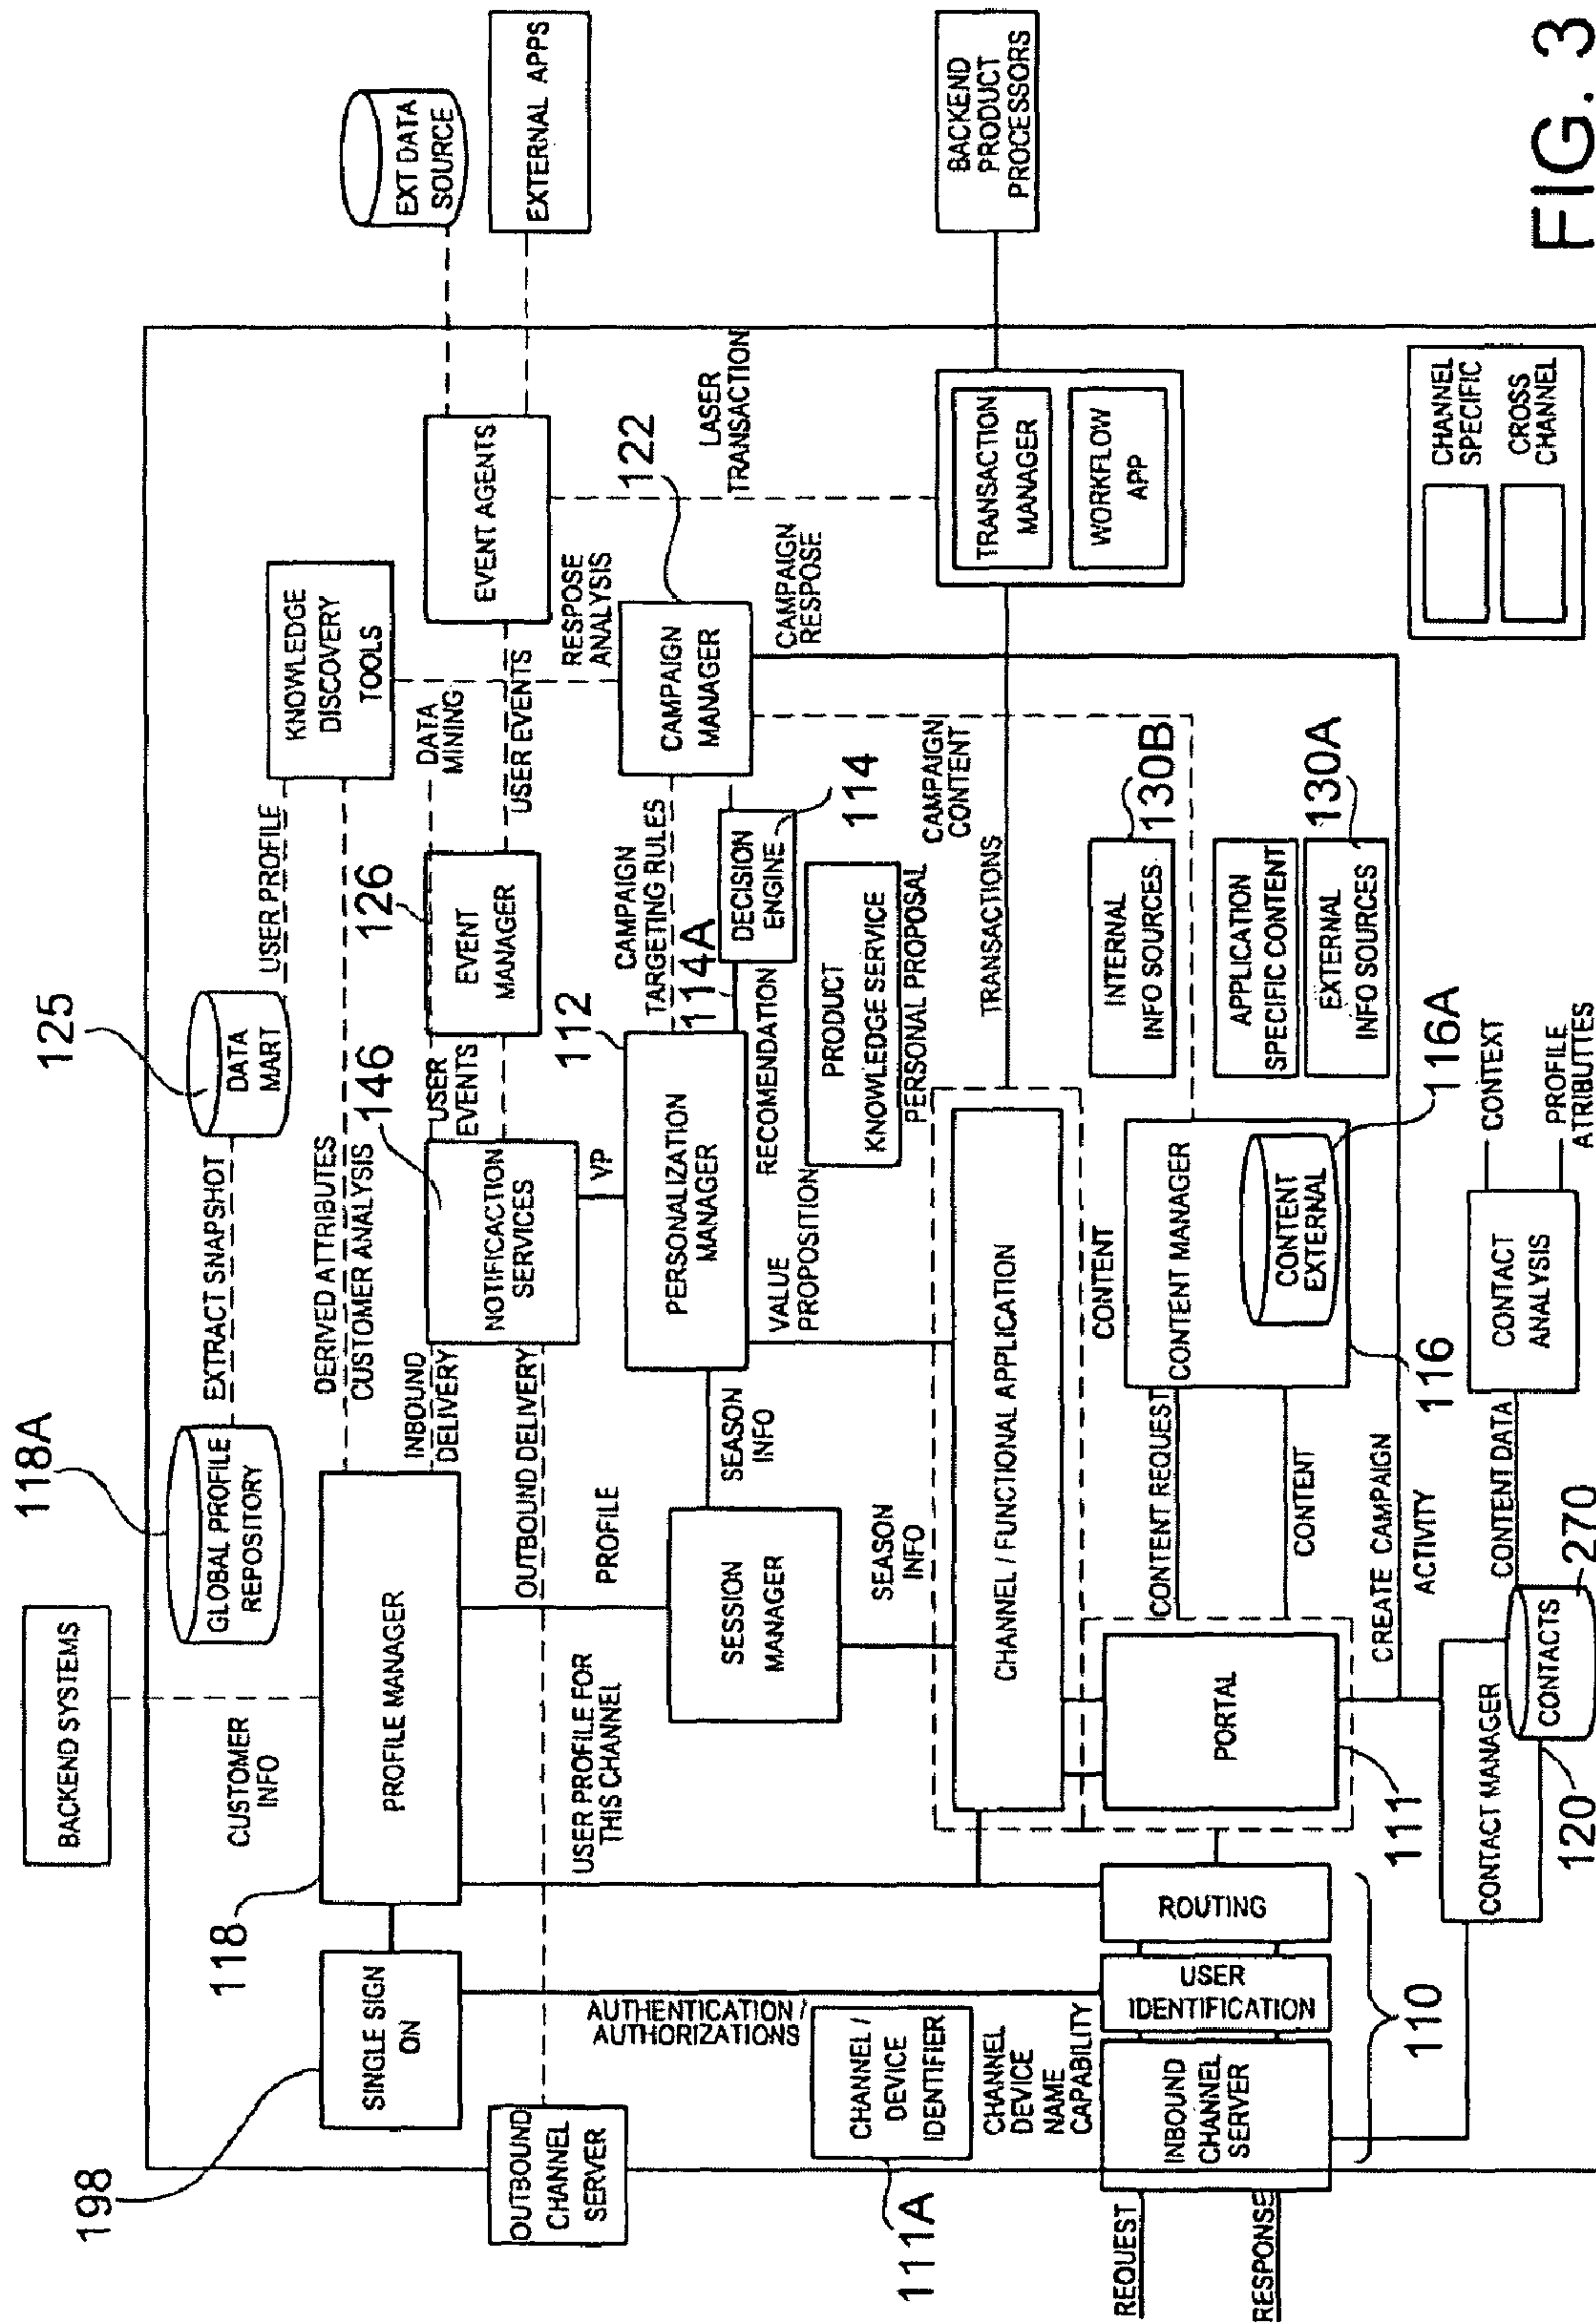 118A
125
BACKEND SYSTEMS
GLOBAL PROFILE
REPOSITORY
EXTRACT SNAPSHOT
DATA
MART
USER PROFILE
KNOWLEDGE
DISCOVERY
TOOLS
EXT DATA
SOURCE
EXTERNAL APPS
CUSTOMER
INFO
DERIVED ATTRIBUTES
CUSTOMER ANALYSIS
126
198
118
SINGLE SIGN
ON
PROFILE MANAGER
INBOUND
DELIVERY
146
USER
EVENTS
EVENT
MANAGER
DATA
MINING
USER EVENTS
EVENT AGENTS
NOTIFACTION
SERVICES
OUTBOUND
CHANNEL
SERVER
OUTBOUND DELIVERY
USER PROFILE FOR
THIS CHANNEL
PROFILE
VP
112
CAMPAIGN
TARGETING RULES
RESPOSE
ANALYSIS
122
LASER
TRANSACTION
AUTHENTICATION /
AUTHORIZATIONS
SESSION
MANAGER
SEASON
INFO
PERSONALIZATION
MANAGER
114A
CAMPAIGN
MANAGER
DECISION
ENGINE
114
CAMPAIGN
RESPOSE
RECOMENDATION
VALUE
PROPOSITION
PRODUCT
KNOWLEDGE SERVICE
PERSONAL PROPOSAL
CAMPAIGN
CONTENT
111A
CHANNEL /
DEVICE
IDENTIFIER
CHANNEL
DEVICE
NAME
CAPABILITY
SEASON
INFO
CHANNEL / FUNCTIONAL APPLICATION
TRANSACTIONS
TRANSACTION
MANAGER
WORKFLOW
APP
BACKEND
PRODUCT
PROCESSORS
REQUEST
RESPONSE
INBOUND
CHANNEL
SERVER
USER
IDENTIFICATION
ROUTING
PORTAL
CONTENT REQUEST
CONTENT
CONTENT
CONTENT MANAGER
CONTENT
EXTERNAL
INTERNAL
INFO SOURCES
130B
APPLICATION
SPECIFIC CONTENT
EXTERNAL
INFO SOURCES
130A
116A
110
111
116
CREATE CAMPAIGN
ACTIVITY
CONTACT MANAGER
CONTACTS
120
270
CONTENT DATA
CONTACT
ANALYSIS
CONTEXT
PROFILE
ATRIBUTTES
CHANNEL
SPECIFIC
CROSS
CHANNEL
FIG. 3